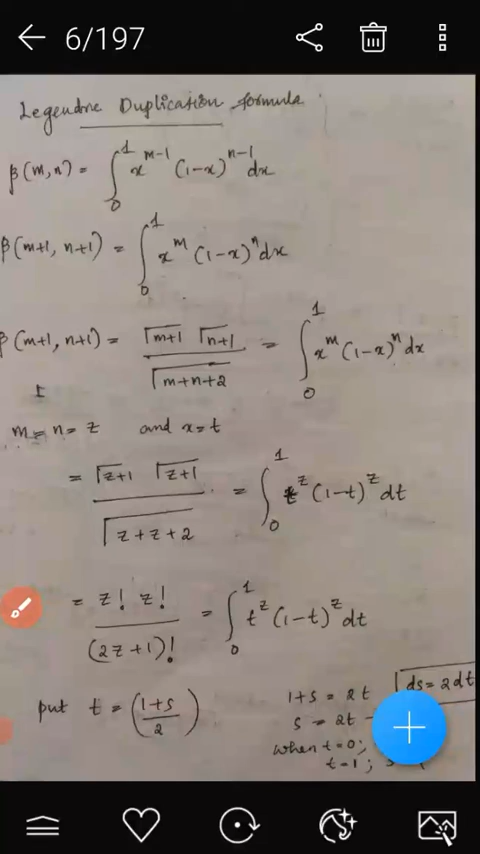 6/197
Legendre Duplication formula
β(m,n) = ∫₀¹ x^{m-1} (1-x)^{n-1} dx
β(m+1, n+1) = ∫₀¹ x^m (1-x)^n dx
β(m+1, n+1) = Γm+1 Γn+1 / Γm+n+2 = ∫₀¹ x^m (1-x)^n dx
m = n = z and x = t
= Γz+1 Γz+1 / Γz+z+2 = ∫₀¹ t^z (1-t)^z dt
= z! z! / (2z+1)! = ∫₀¹ t^z (1-t)^z dt
put t = (1+s / 2)
1+s = 2t
ds = 2dt
s = 2t -
when t=0;
t=1;